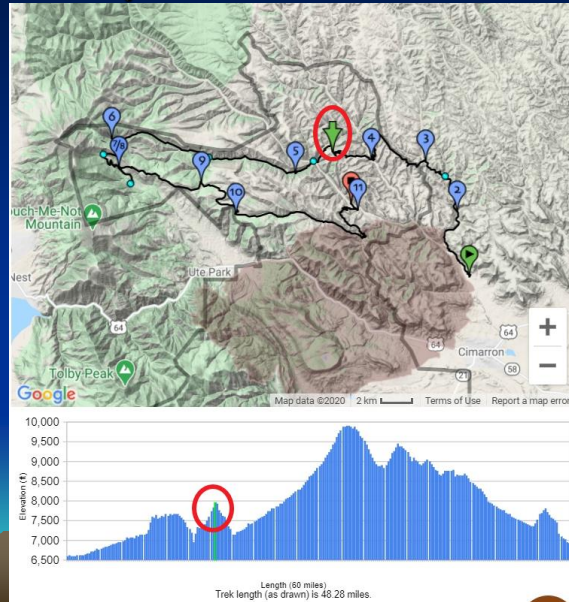 6
7/8
5
4
3
9
10
11
2
ouch-Me-Not
Mountain
Nest
Ute Park
64
64
64
Cimarron
21
58
Tolby Peak
+
−
Google
Map data ©2020 2 km Terms of Use Report a map error
10,000
9,500
9,000
8,500
8,000
7,500
7,000
6,500
Elevation (ft)
Length (60 miles)
Trek length (as drawn) is 48.28 miles.